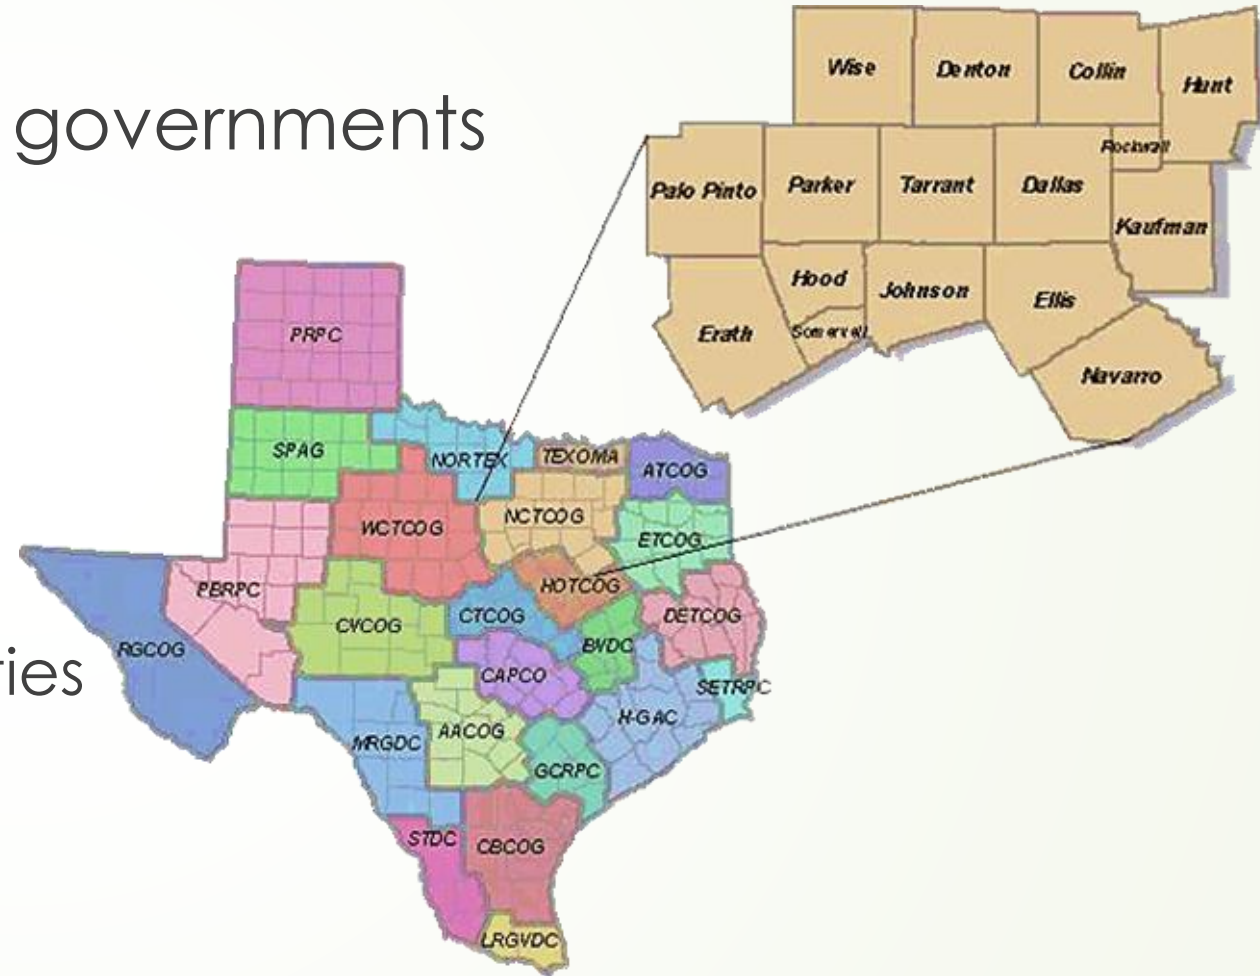 governments
ties
Wise Denton Collin Hunt
Rockwall
Palo Pinto Parker Tarrant Dallas
Kaufman
Hood Johnson Ellis
Erath Somervell
Navarro
PRPC
SPAG NORTEX TEXOMA ATCOG
WCTCOG NCTCOG ETCOG
HOTCOG
PBRPC CVCOG CTCOG DETCOG
RGCOG BVDC
CAPCO SETRPC
H-GAC
MRGDC AACOG
GCRPC
STDC CBCOG
LRGVDC